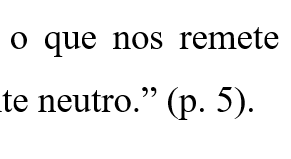 o que nos remete
te neutro.” (p. 5).